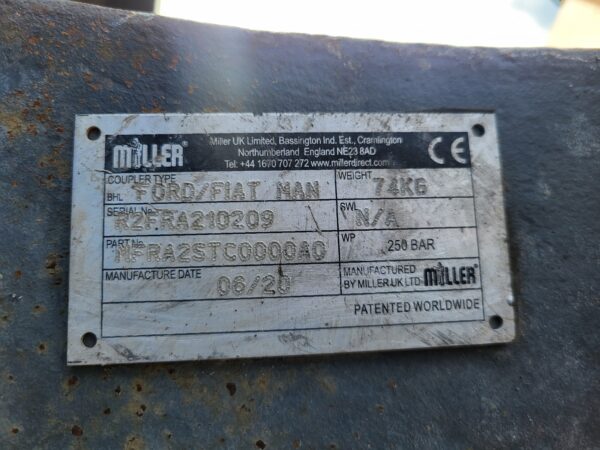 MILLER
Miller UK Limited, Bassington Ind. Est., Cramlington
Northumberland England NE23 8AD
Tel: +44 1670 707 272 www.millerdirect.com
CE
COUPLER TYPE
BHL FORD/FIAT MAN
WEIGHT 74KG
SERIAL No. K2FRA210209
SWL N/A
PART No. MFRA2STC0000A0
WP 250 BAR
MANUFACTURE DATE 06/20
MANUFACTURED
BY MILLER UK LTD MILLER
PATENTED WORLDWIDE